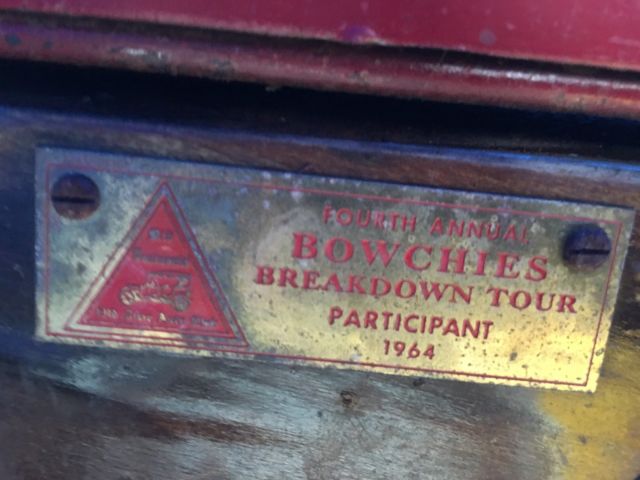 FOURTH ANNUAL
BOWCHIES
BREAKDOWN TOUR
PARTICIPANT
1964